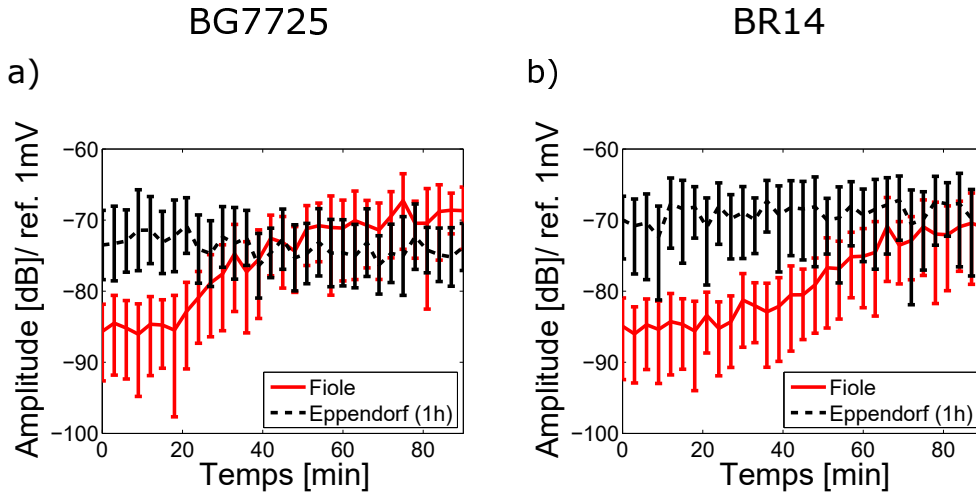 BG7725
BR14
a)
b)
Amplitude [dB]/ ref. 1mV
−60
−70
−80
−90
−100
0
20
40
60
80
Temps [min]
Fiole
Eppendorf (1h)
Amplitude [dB]/ ref. 1mV
−60
−70
−80
−90
−100
0
20
40
60
80
Temps [min]
Fiole
Eppendorf (1h)